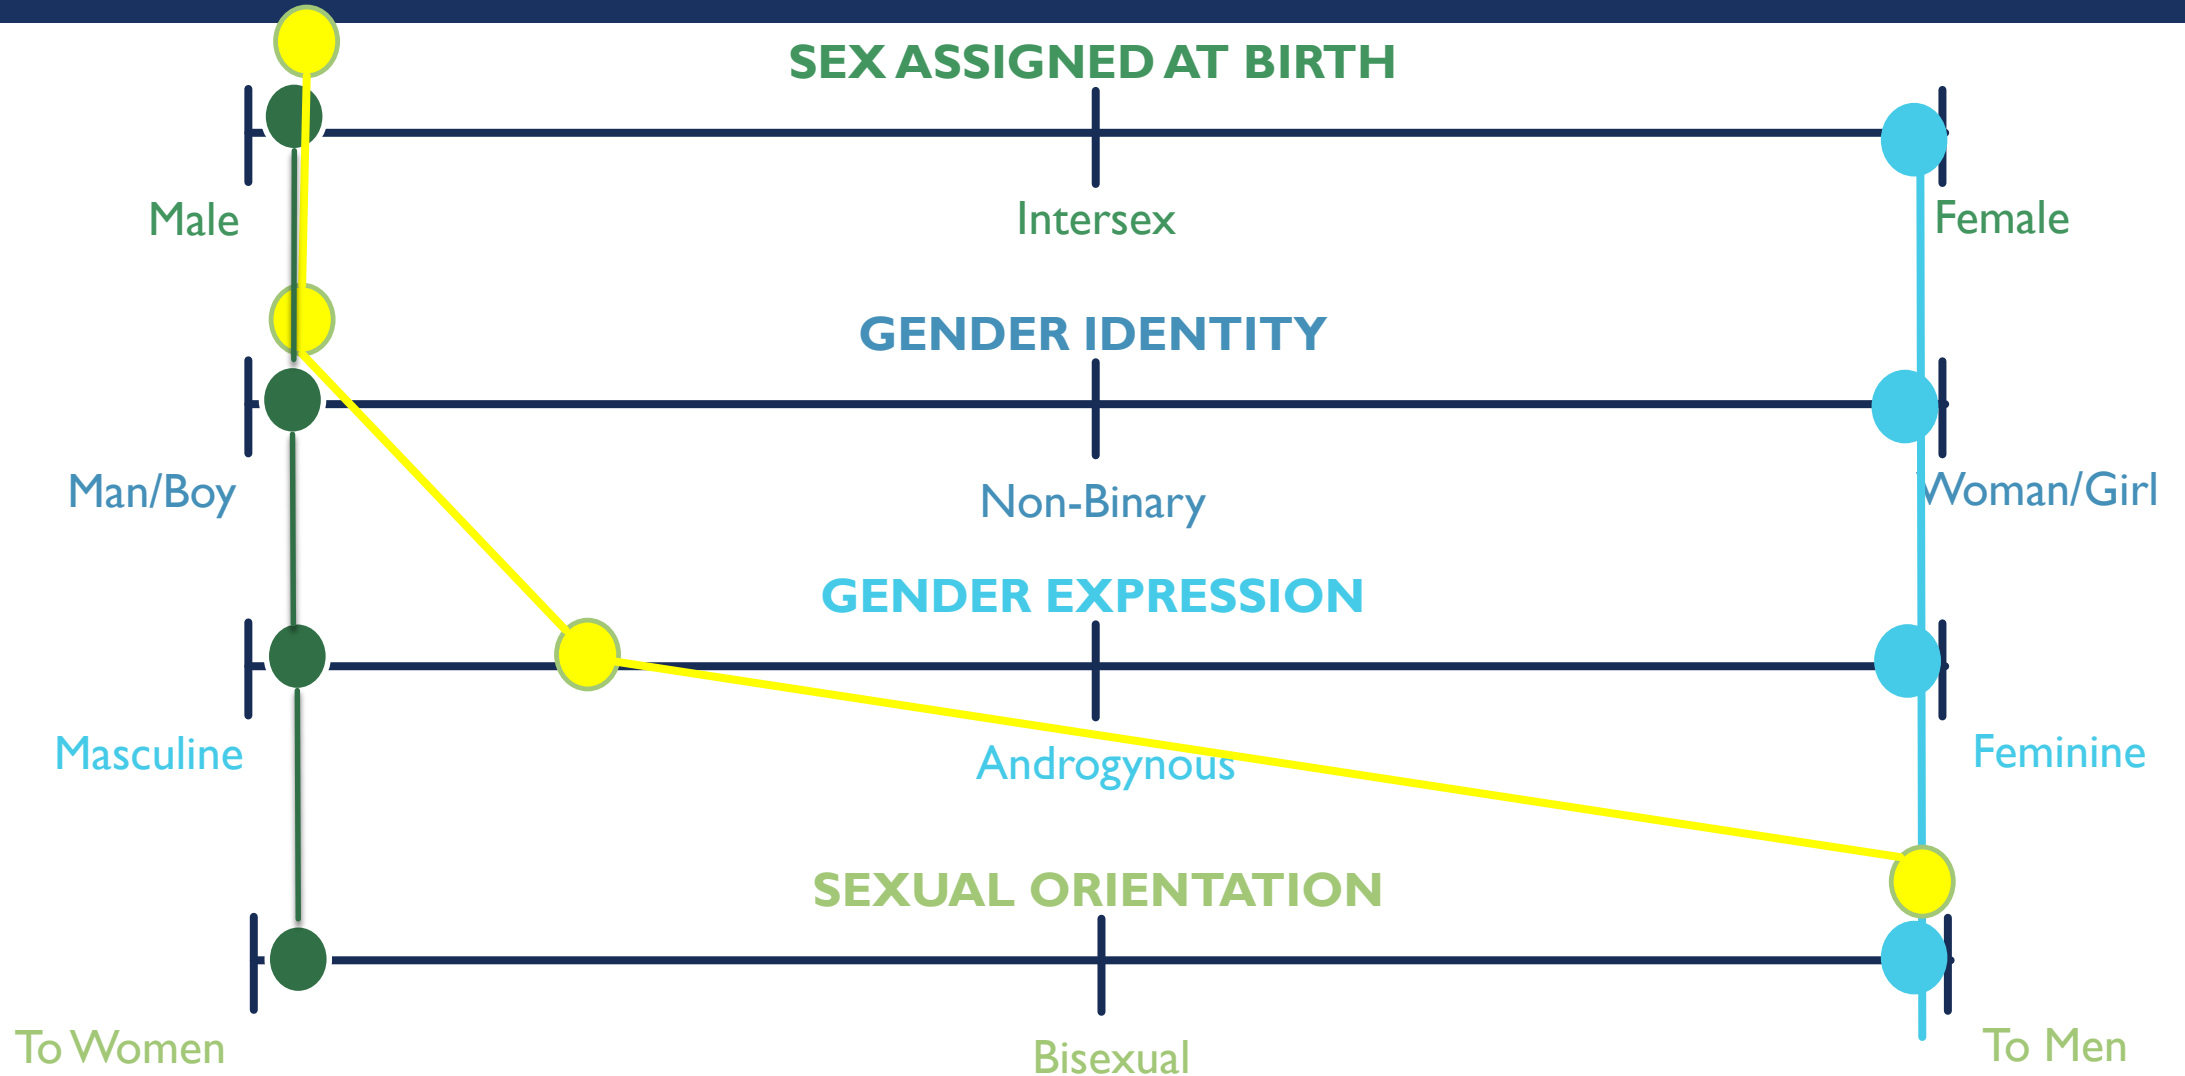 SEX ASSIGNED AT BIRTH
Male Intersex Female
GENDER IDENTITY
Man/Boy Non-Binary Woman/Girl
GENDER EXPRESSION
Masculine Androgynous Feminine
SEXUAL ORIENTATION
To Women Bisexual To Men